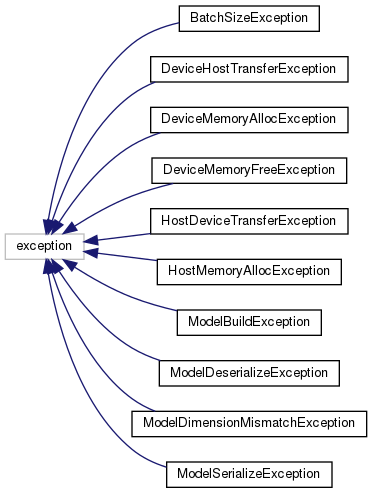 BatchSizeException
DeviceHostTransferException
DeviceMemoryAllocException
DeviceMemoryFreeException
HostDeviceTransferException
exception
HostMemoryAllocException
ModelBuildException
ModelDeserializeException
ModelDimensionMismatchException
ModelSerializeException